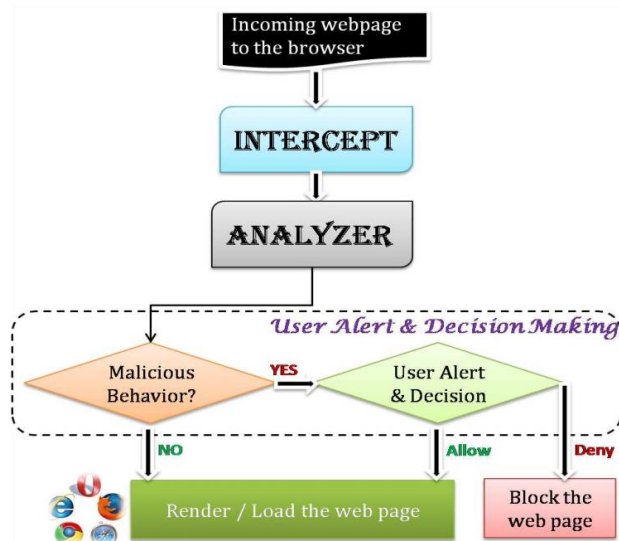 Incoming webpage
to the browser
INTERCEPT
ANALYZER
User Alert & Decision Making
Malicious
Behavior?
YES
User Alert
& Decision
NO
Allow
Deny
Render / Load the web page
Block the
web page